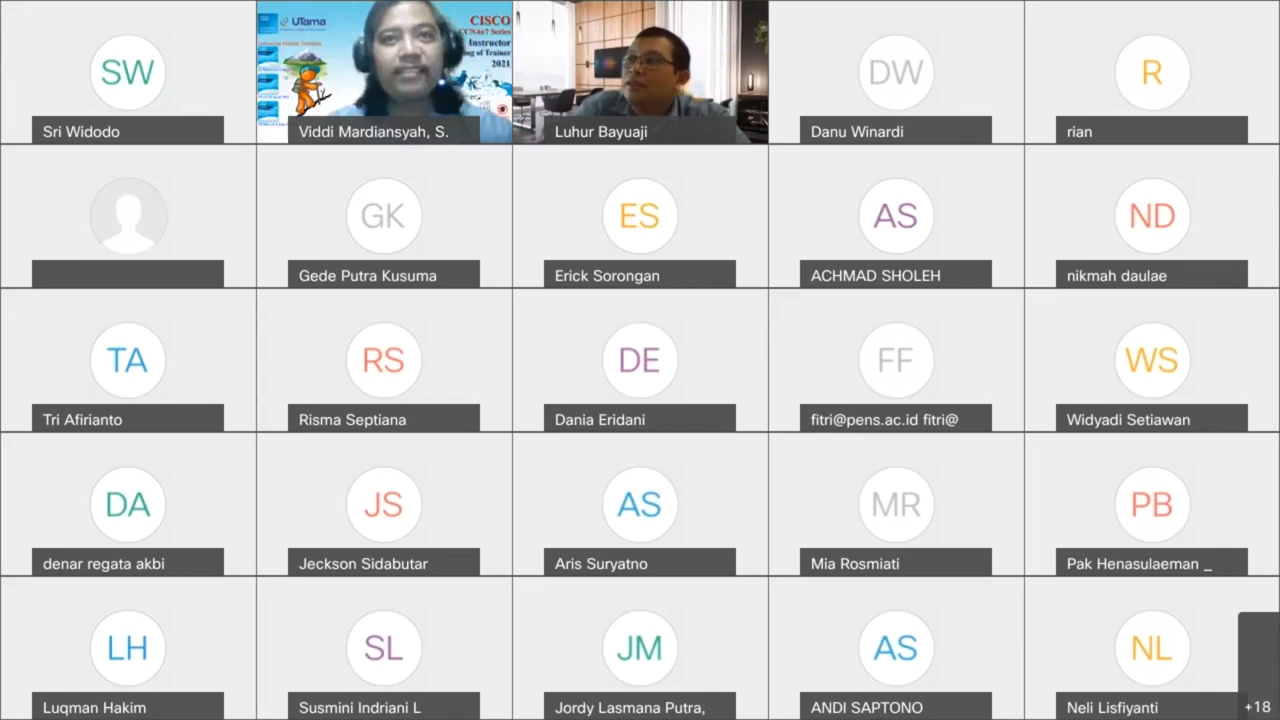 SW
Sri Widodo
UTama
CISCO
CCNAv7 Series
Instructor
ing of Trainer
2021
Viddi Mardiansyah, S.
Luhur Bayuaji
DW
Danu Winardi
R
rian
GK
Gede Putra Kusuma
ES
Erick Sorongan
AS
ACHMAD SHOLEH
ND
nikmah daulae
TA
Tri Afirianto
RS
Risma Septiana
DE
Dania Eridani
FF
fitri@pens.ac.id fitri@
WS
Widyadi Setiawan
DA
denar regata akbi
JS
Jeckson Sidabutar
AS
Aris Suryatno
MR
Mia Rosmiati
PB
Pak Henasulaeman _
LH
Luqman Hakim
SL
Susmini Indriani L
JM
Jordy Lasmana Putra,
AS
ANDI SAPTONO
NL
Neli Lisfiyanti
+18